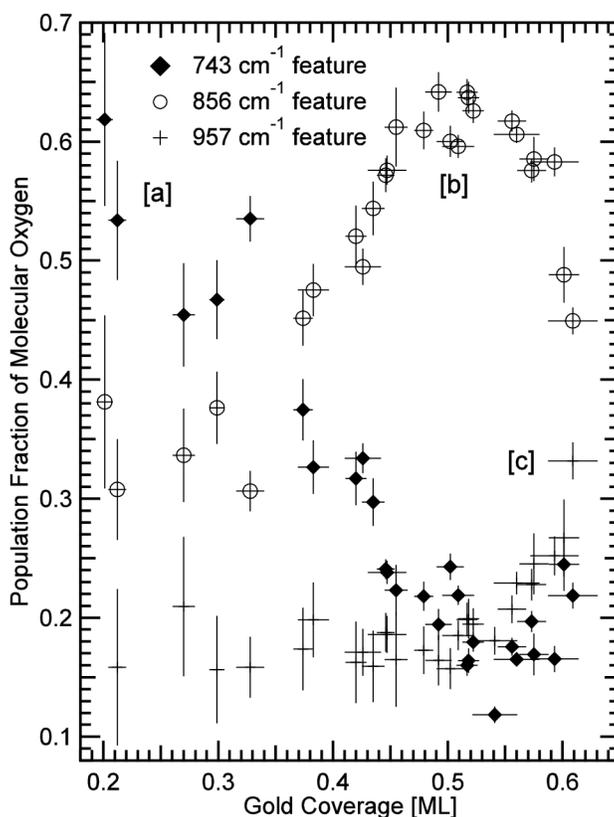 0.7
0.6
0.5
0.4
0.3
0.2
0.1
Population Fraction of Molecular Oxygen
743 cm⁻¹ feature
856 cm⁻¹ feature
957 cm⁻¹ feature
[a]
[b]
[c]
0.2 0.3 0.4 0.5 0.6
Gold Coverage [ML]